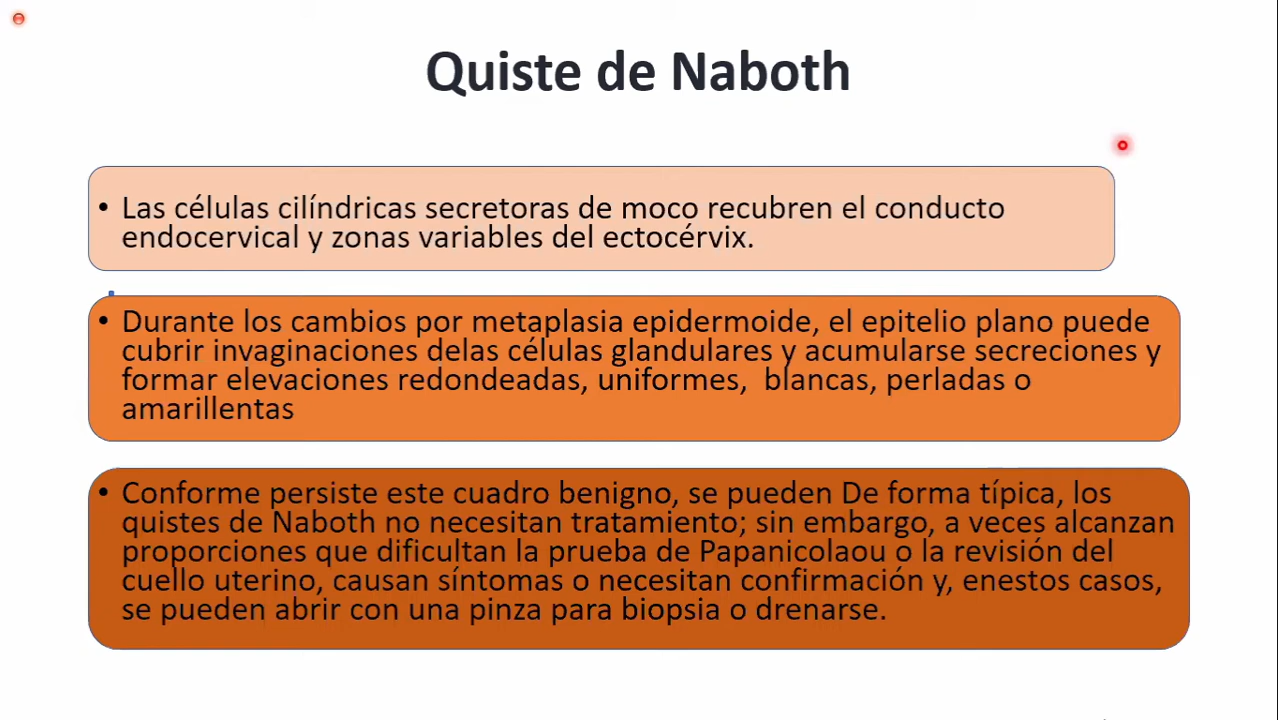 Quiste de Naboth
• Las células cilíndricas secretoras de moco recubren el conducto
endocervical y zonas variables del ectocérvix.
• Durante los cambios por metaplasia epidermoide, el epitelio plano puede
cubrir invaginaciones delas células glandulares y acumularse secreciones y
formar elevaciones redondeadas, uniformes,  blancas, perladas o
amarillentas
• Conforme persiste este cuadro benigno, se pueden De forma típica, los
quistes de Naboth no necesitan tratamiento; sin embargo, a veces alcanzan
proporciones que dificultan la prueba de Papanicolaou o la revisión del
cuello uterino, causan síntomas o necesitan confirmación y, enestos casos,
se pueden abrir con una pinza para biopsia o drenarse.